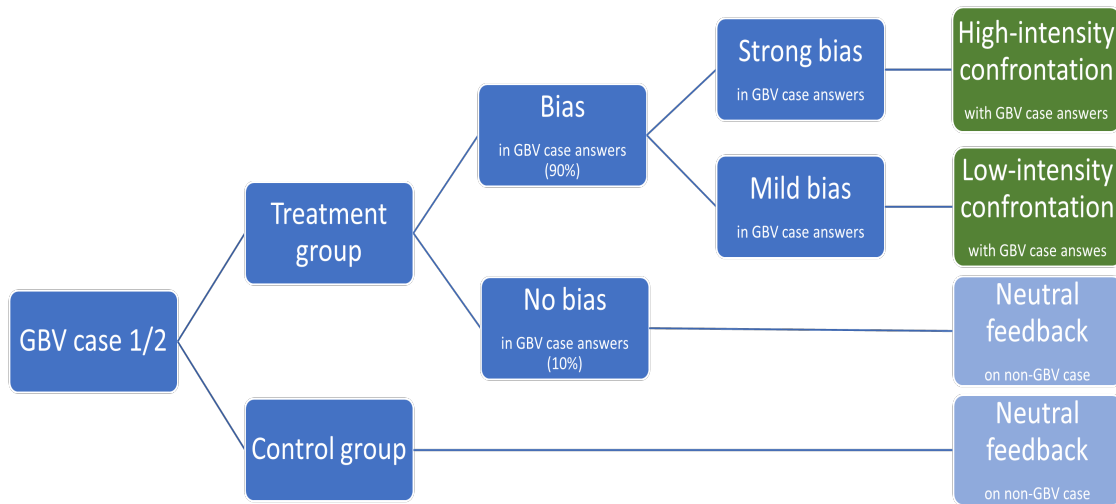 GBV case 1/2
Treatment
group
Control group
Bias
in GBV case answers
(90%)
No bias
in GBV case answers
(10%)
Strong bias
in GBV case answers
Mild bias
in GBV case answers
High-intensity
confrontation
with GBV case answers
Low-intensity
confrontation
with GBV case answes
Neutral
feedback
on non-GBV case
Neutral
feedback
on non-GBV case